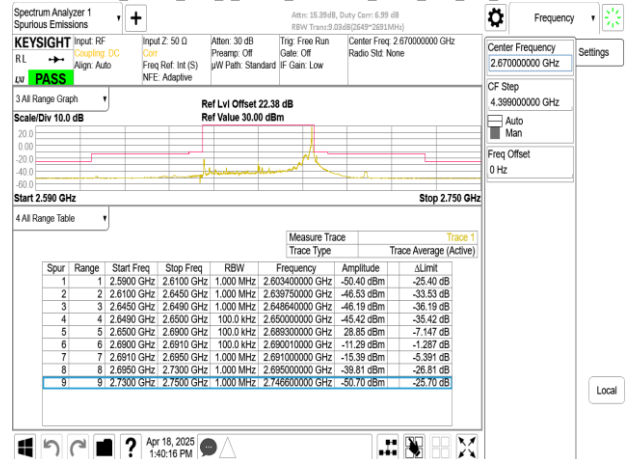 Spectrum Analyzer 1
Spurious Emissions
Attn: 15.39dB, Duty Corr: 6.99 dB
RBW Trans:9.03dB(2649~2691MHz)
Frequency
KEYSIGHT
RL
LXI
PASS
Input: RF
Coupling: DC
Align: Auto
Input Z: 50 Ω
Corr
Freq Ref: Int (S)
NFE: Adaptive
Atten: 30 dB
Preamp: Off
µW Path: Standard
Trig: Free Run
Gate: Off
IF Gain: Low
Center Freq: 2.670000000 GHz
Radio Std: None
Center Frequency
2.670000000 GHz
CF Step
4.399000000 GHz
Auto
Man
Freq Offset
0 Hz
Settings
Local
3 All Range Graph
Scale/Div 10.0 dB
Ref Lvl Offset 22.38 dB
Ref Value 30.00 dBm
20.0
0.00
-20.0
-40.0
-60.0
Start 2.590 GHz
Stop 2.750 GHz
4 All Range Table
Measure Trace Trace 1
Trace Type Trace Average (Active)
Spur Range Start Freq Stop Freq RBW Frequency Amplitude ΔLimit
1 1 2.5900 GHz 2.6100 GHz 1.000 MHz 2.603400000 GHz -50.40 dBm -25.40 dB
2 2 2.6100 GHz 2.6450 GHz 1.000 MHz 2.639750000 GHz -46.53 dBm -33.53 dB
3 3 2.6450 GHz 2.6490 GHz 1.000 MHz 2.648640000 GHz -46.19 dBm -36.19 dB
4 4 2.6490 GHz 2.6500 GHz 100.0 kHz 2.650000000 GHz -45.42 dBm -35.42 dB
5 5 2.6500 GHz 2.6900 GHz 100.0 kHz 2.689300000 GHz 28.85 dBm -7.147 dB
6 6 2.6900 GHz 2.6910 GHz 100.0 kHz 2.690010000 GHz -11.29 dBm -1.287 dB
7 7 2.6910 GHz 2.6950 GHz 1.000 MHz 2.691000000 GHz -15.39 dBm -5.391 dB
8 8 2.6950 GHz 2.7300 GHz 1.000 MHz 2.695000000 GHz -39.81 dBm -26.81 dB
9 9 2.7300 GHz 2.7500 GHz 1.000 MHz 2.746600000 GHz -50.70 dBm -25.70 dB
Apr 18, 2025
1:40:16 PM